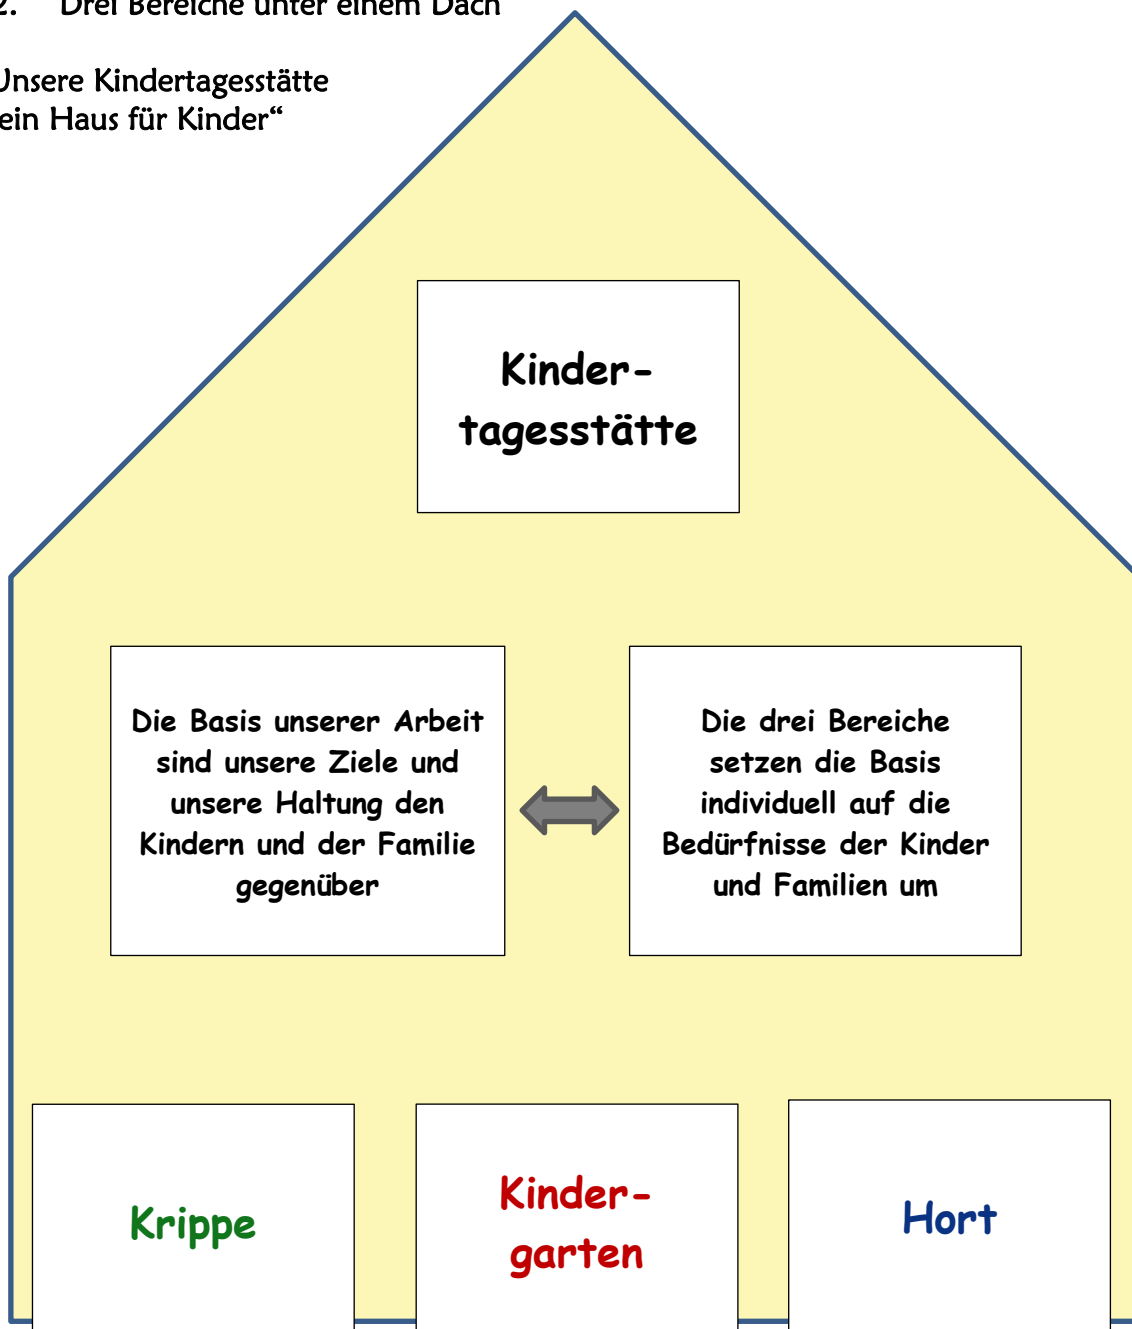 2. Drei Bereiche unter einem Dach
Unsere Kindertagesstätte
ein Haus für Kinder“
Kinder-
tagesstätte
Die Basis unserer Arbeit
sind unsere Ziele und
unsere Haltung den
Kindern und der Familie
gegenüber
Die drei Bereiche
setzen die Basis
individuell auf die
Bedürfnisse der Kinder
und Familien um
Krippe
Kinder-
garten
Hort